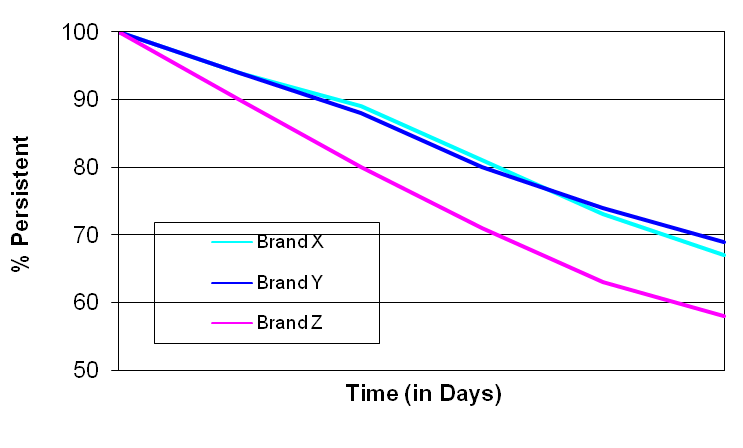 100
90
80
70
60
50
% Persistent
Brand X
Brand Y
Brand Z
Time (in Days)